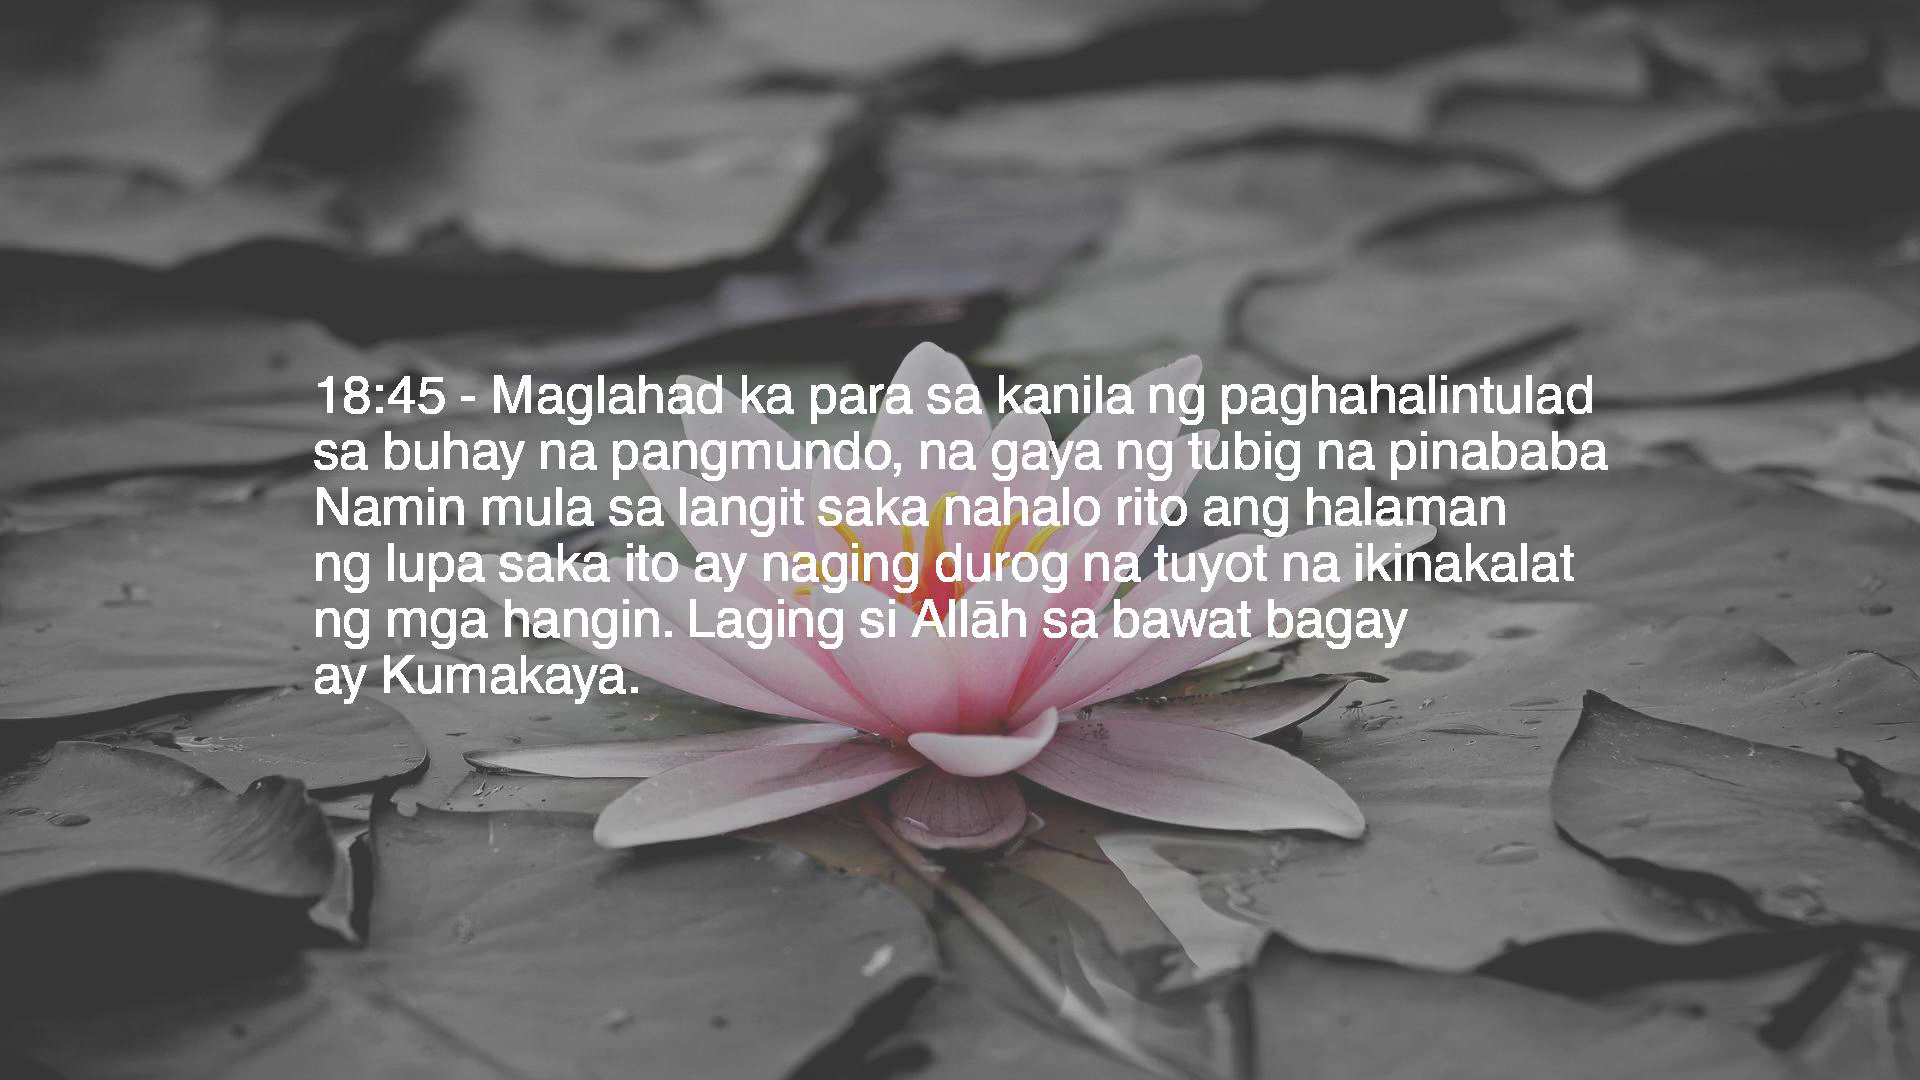 18:45 - Maglahad ka para sa kanila ng paghahalintulad
sa buhay na pangmundo, na gaya ng tubig na pinababa
Namin mula sa langit saka nahalo rito ang halaman
ng lupa saka ito ay naging durog na tuyot na ikinakalat
ng mga hangin. Laging si Allāh sa bawat bagay
ay Kumakaya.